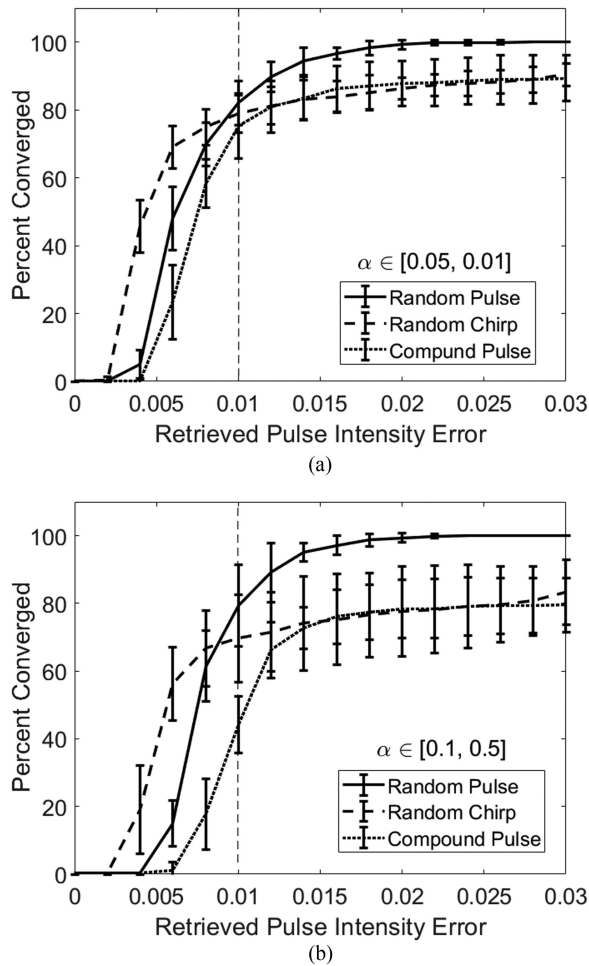 100
80
60
40
20
0
Percent Converged
α ∈ [0.05, 0.01]
Random Pulse
Random Chirp
Compund Pulse
0 0.005 0.01 0.015 0.02 0.025 0.03
Retrieved Pulse Intensity Error
(a)
100
80
60
40
20
0
Percent Converged
α ∈ [0.1, 0.5]
Random Pulse
Random Chirp
Compound Pulse
0 0.005 0.01 0.015 0.02 0.025 0.03
Retrieved Pulse Intensity Error
(b)